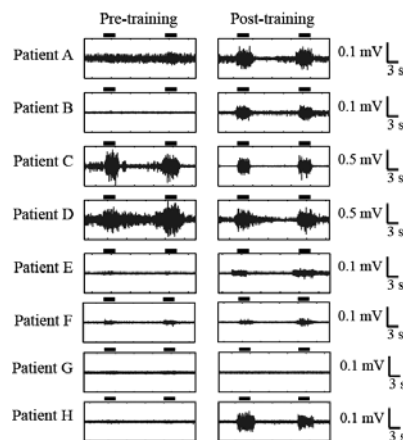 Pre-training Post-training
Patient A 0.1 mV 3 s
Patient B 0.1 mV 3 s
Patient C 0.5 mV 3 s
Patient D 0.5 mV 3 s
Patient E 0.1 mV 3 s
Patient F 0.1 mV 3 s
Patient G 0.1 mV 3 s
Patient H 0.1 mV 3 s